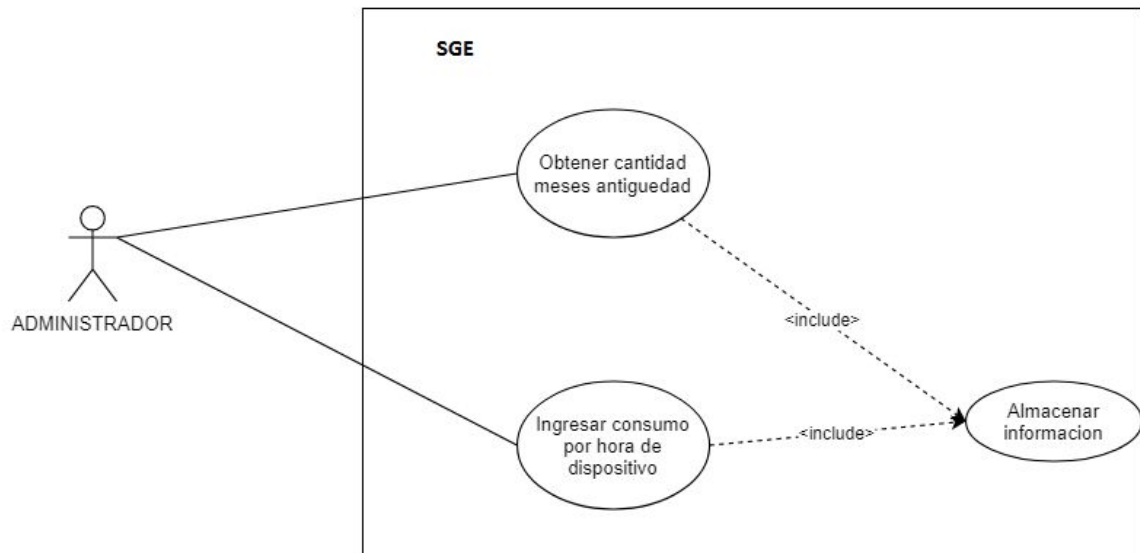 SGE
Obtener cantidad
meses antiguedad
ADMINISTRADOR
<include>
Ingresar consumo
por hora de
dispositivo
<include>
Almacenar
informacion